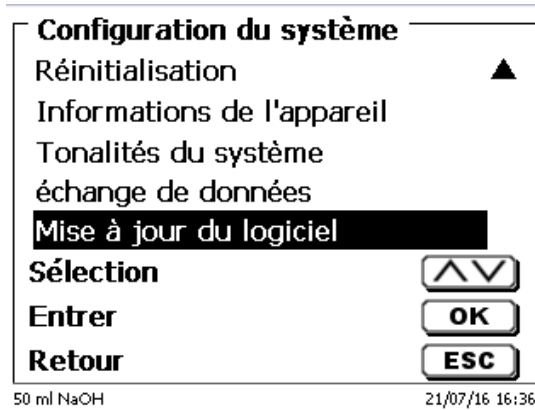 Configuration du système
Réinitialisation
Informations de l'appareil
Tonalités du système
échange de données
Mise à jour du logiciel
Sélection
Entrer OK
Retour ESC
50 ml NaOH 21/07/16 16:36